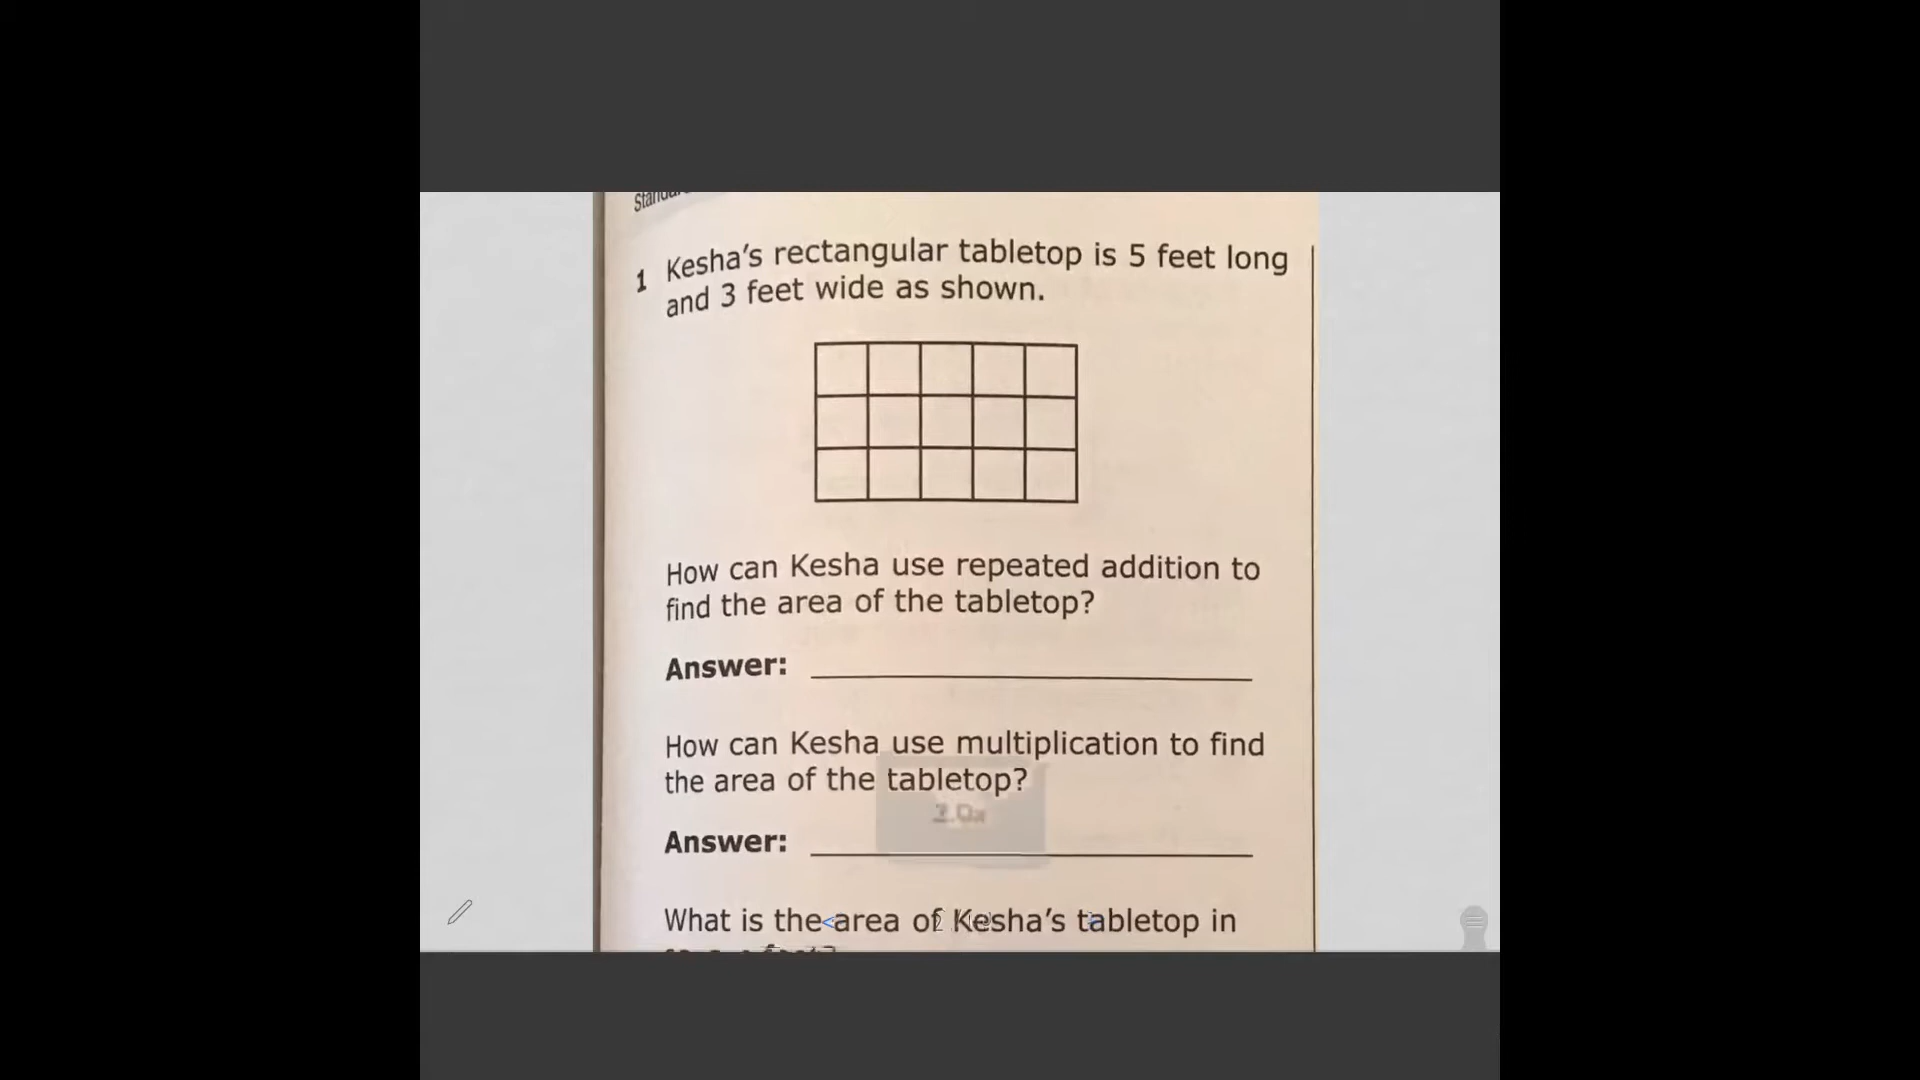 1 Kesha's rectangular tabletop is 5 feet long
and 3 feet wide as shown.
How can Kesha use repeated addition to
find the area of the tabletop?
Answer:
How can Kesha use multiplication to find
the area of the tabletop?
Answer:
What is the area of Kesha's tabletop in